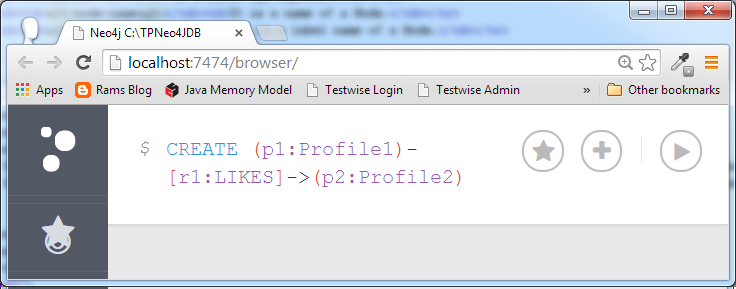 Neo4j C:\TPNeo4JDB
localhost:7474/browser/
Apps Rams Blog Java Memory Model Testwise Login Testwise Admin » Other bookmarks
$ CREATE (p1:Profile1)-
[r1:LIKES]->(p2:Profile2)